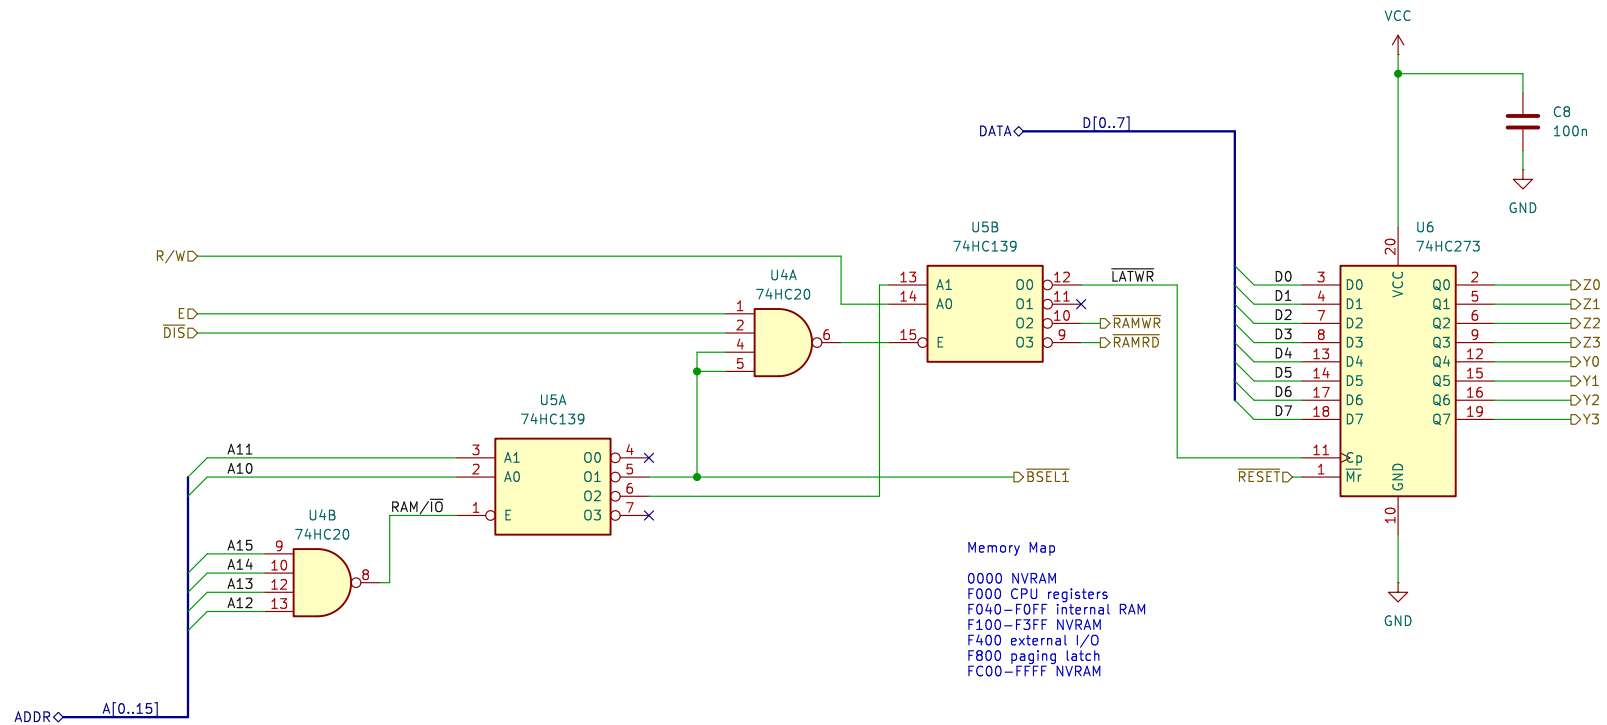 VCC
C8
100n
GND
DATA
D[0..7]
R/W
E
DIS
U4A
74HC20
1
2
4
5
6
U5B
74HC139
13 A1 O0 12
14 A0 O1 11
O2 10
15 E O3 9
LATWR
RAMWR
RAMRD
U6
74HC273
20
VCC
D0 3 D0 Q0 2 Z0
D1 4 D1 Q1 5 Z1
D2 7 D2 Q2 6 Z2
D3 8 D3 Q3 9 Z3
D4 13 D4 Q4 12 Y0
D5 14 D5 Q5 15 Y1
D6 17 D6 Q6 16 Y2
D7 18 D7 Q7 19 Y3
11 Cp
RESET 1 Mr
GND
10
GND
U5A
74HC139
A11 3 A1 O0 4
A10 2 A0 O1 5
O2 6
RAM/IO 1 E O3 7
BSEL1
U4B
74HC20
A15 9
A14 10
A13 12
A12 13
8
ADDR
A[0..15]
Memory Map
0000 NVRAM
F000 CPU registers
F040-F0FF internal RAM
F100-F3FF NVRAM
F400 external I/O
F800 paging latch
FC00-FFFF NVRAM